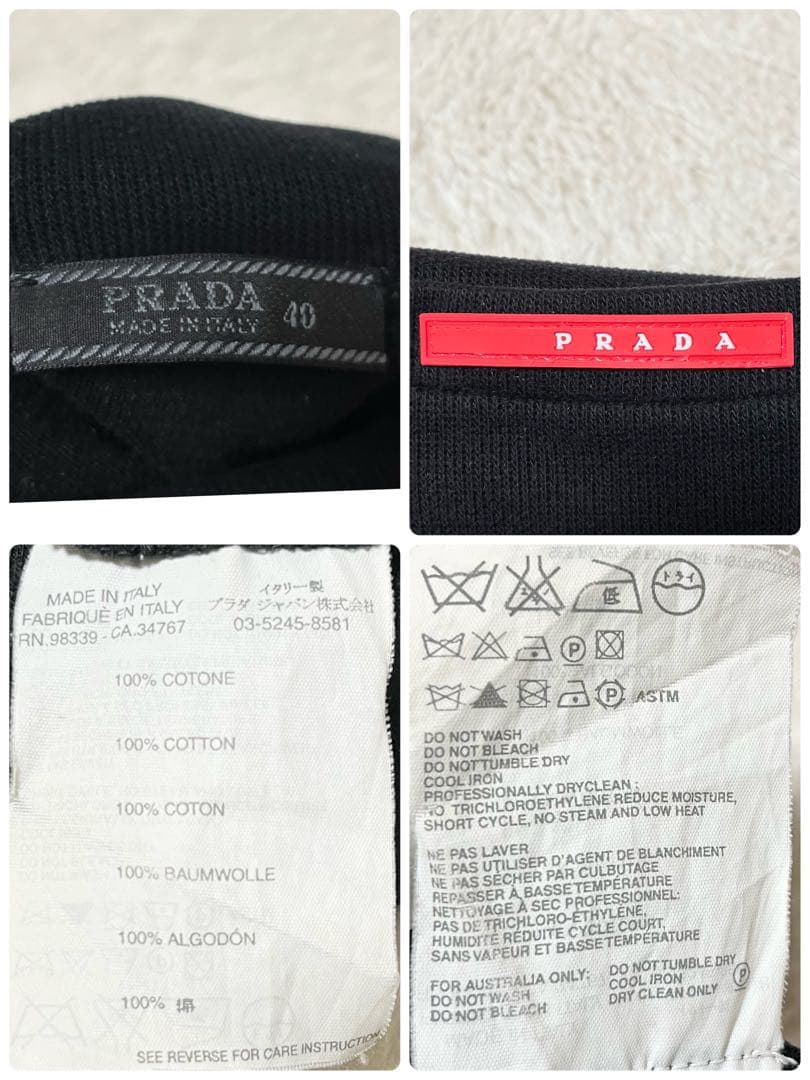 PRADA
MADE IN ITALY 40
PRADA
MADE IN ITALY
FABRIQUÈ EN ITALY
RN.98339 - CA.34767
イタリー製
プラダ ジャパン株式会社
03-5245-8581
100% COTONE
100% COTTON
100% COTON
100% BAUMWOLLE
100% ALGODÓN
100% 棉
SEE REVERSE FOR CARE INSTRUCTION
低
ドライ
P
P ASTM
DO NOT WASH
DO NOT BLEACH
DO NOT TUMBLE DRY
COOL IRON
PROFESSIONALLY DRYCLEAN :
NO TRICHLOROETHYLENE REDUCE MOISTURE,
SHORT CYCLE, NO STEAM AND LOW HEAT
NE PAS LAVER
NE PAS UTILISER D'AGENT DE BLANCHIMENT
NE PAS SÉCHER PAR CULBUTAGE
REPASSER À BASSE TEMPÉRATURE
NETTOYAGE À SEC PROFESSIONNEL:
PAS DE TRICHLORO-ÉTHYLÈNE,
HUMIDITÉ RÉDUITE CYCLE COURT,
SANS VAPEUR ET BASSE TEMPÉRATURE
FOR AUSTRALIA ONLY:
DO NOT WASH
DO NOT BLEACH
DO NOT TUMBLE DRY
COOL IRON
DRY CLEAN ONLY
P